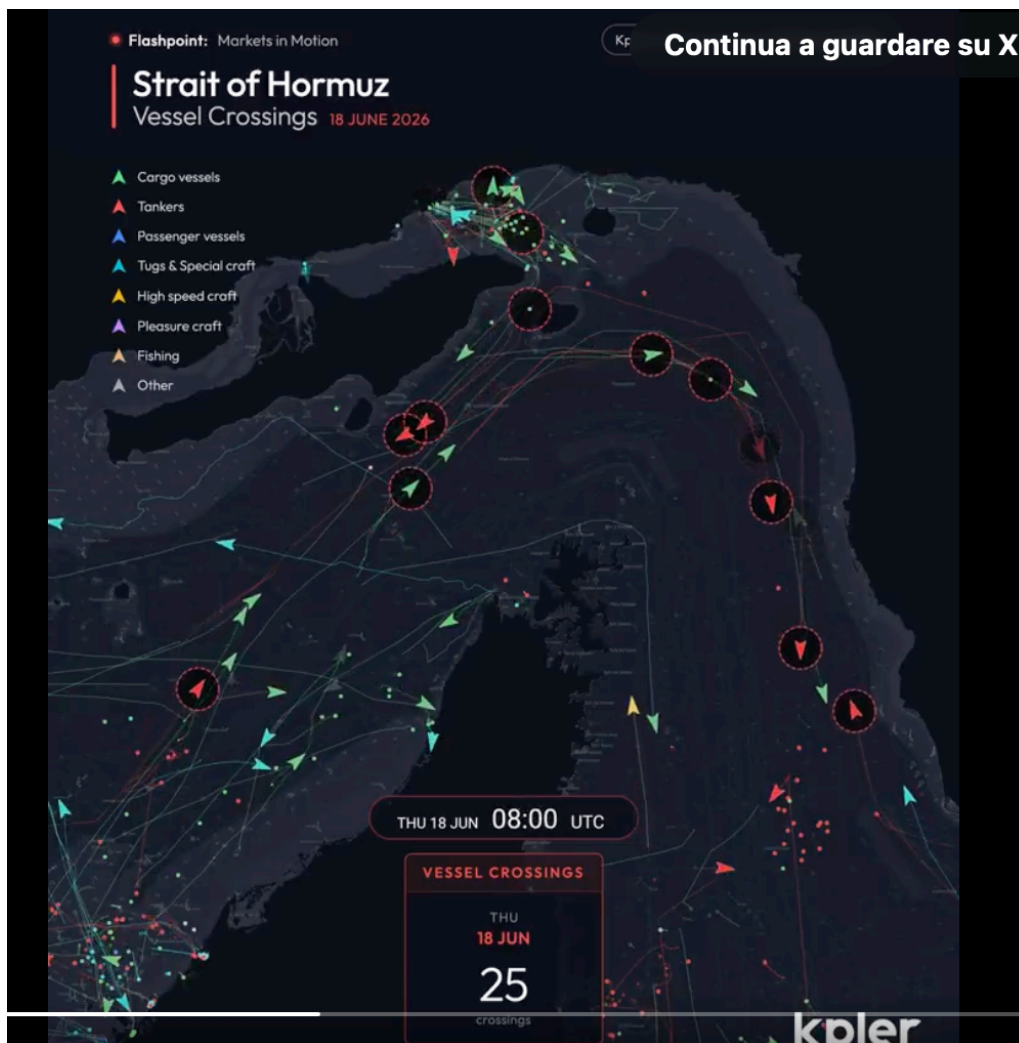 Flashpoint: Markets in Motion
Kp
Continua a guardare su X
Strait of Hormuz
Vessel Crossings 18 JUNE 2026
Cargo vessels
Tankers
Passenger vessels
Tugs & Special craft
High speed craft
Pleasure craft
Fishing
Other
THU 18 JUN 08:00 UTC
VESSEL CROSSINGS
THU
18 JUN
25
crossings
kpler